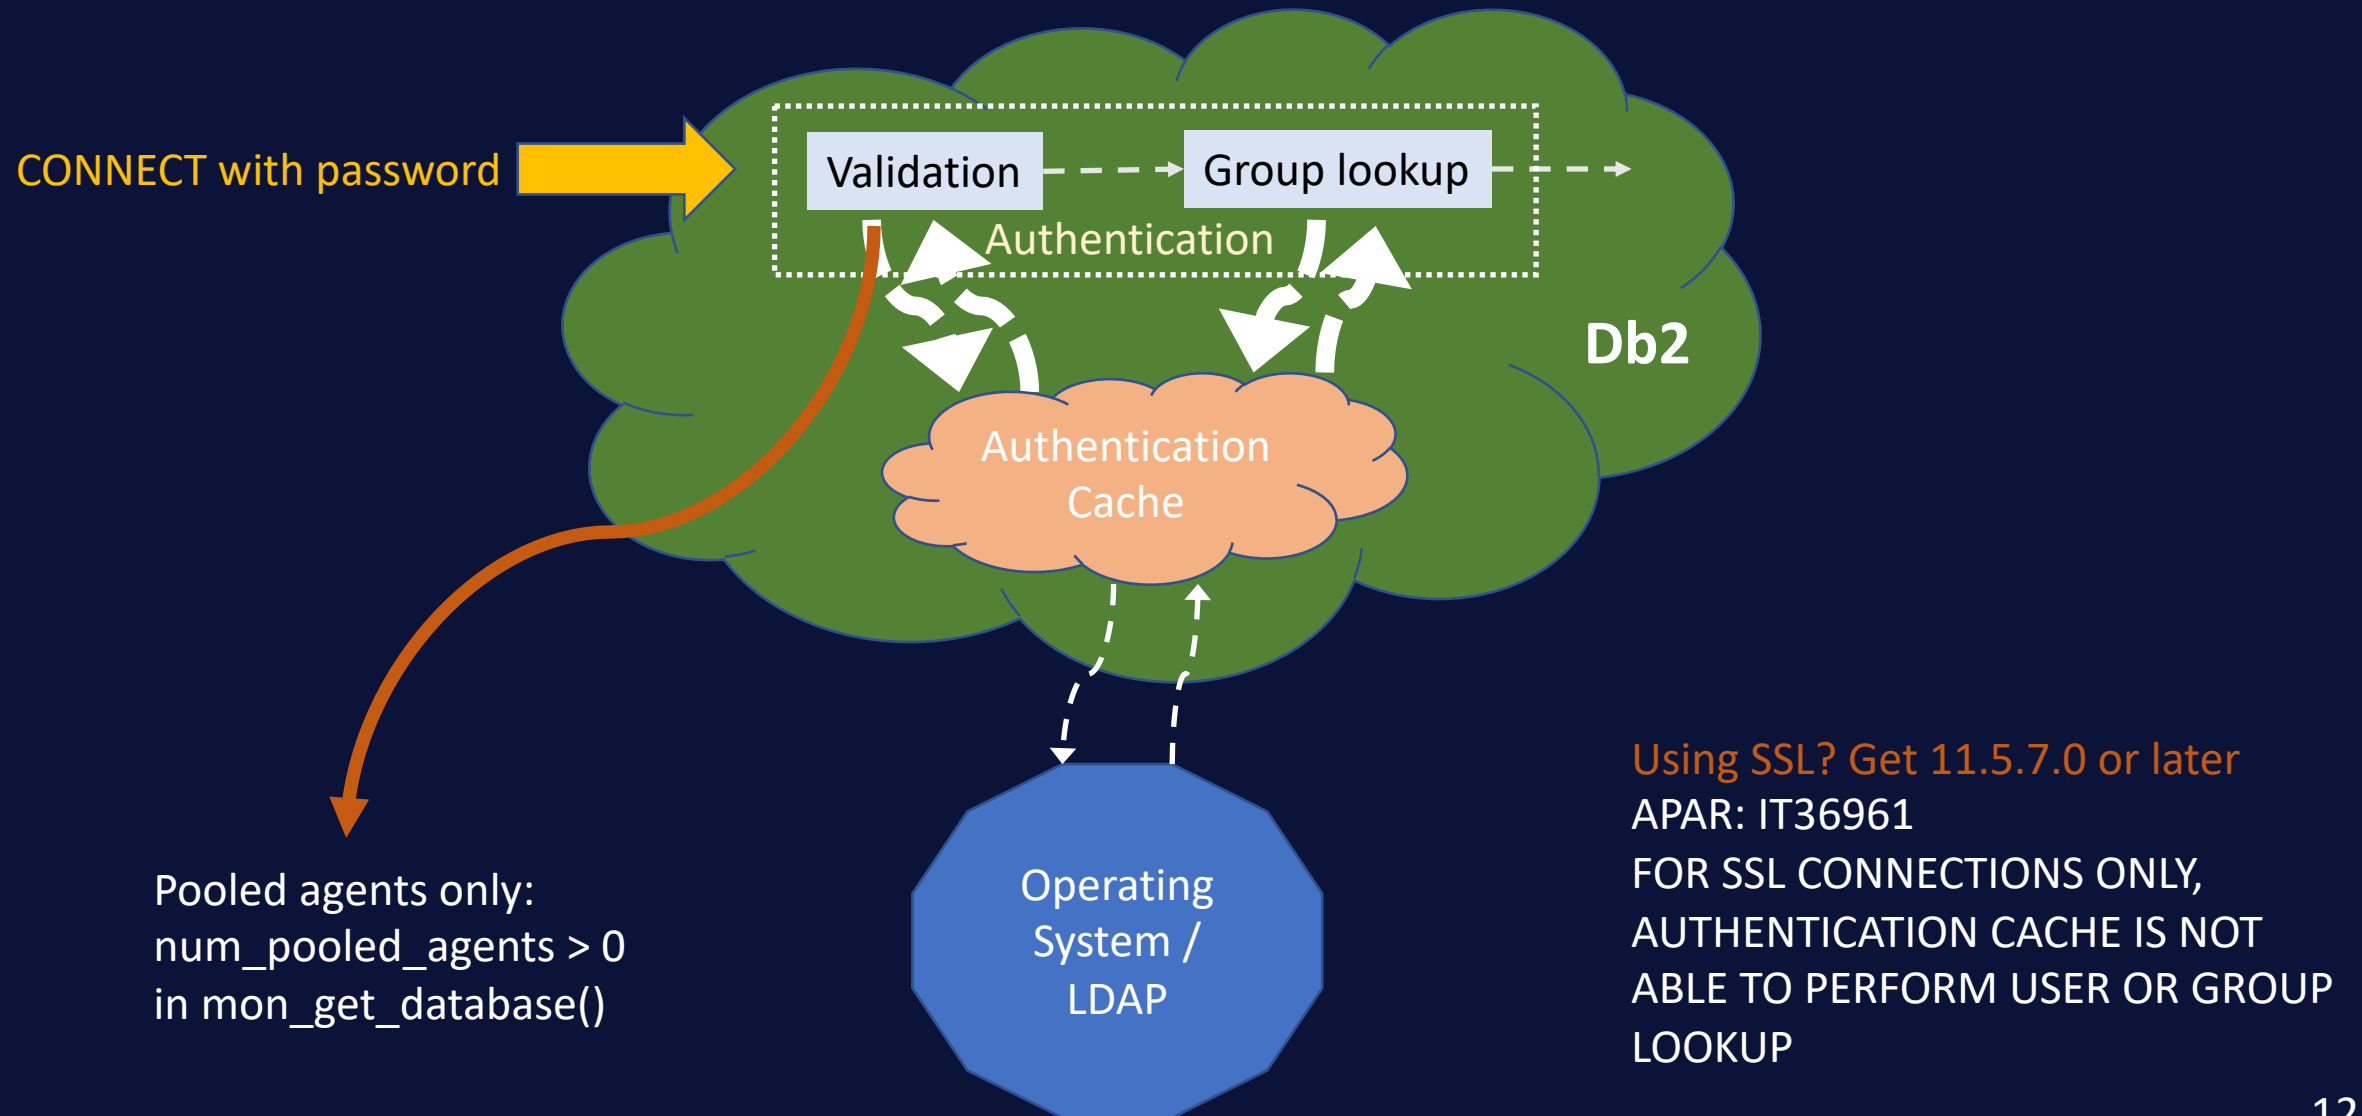 CONNECT with password
Validation
Group lookup
Authentication
Db2
Authentication
Cache
Operating
System /
LDAP
Pooled agents only:
num_pooled_agents > 0
in mon_get_database()
Using SSL? Get 11.5.7.0 or later
APAR: IT36961
FOR SSL CONNECTIONS ONLY,
AUTHENTICATION CACHE IS NOT
ABLE TO PERFORM USER OR GROUP
LOOKUP
12